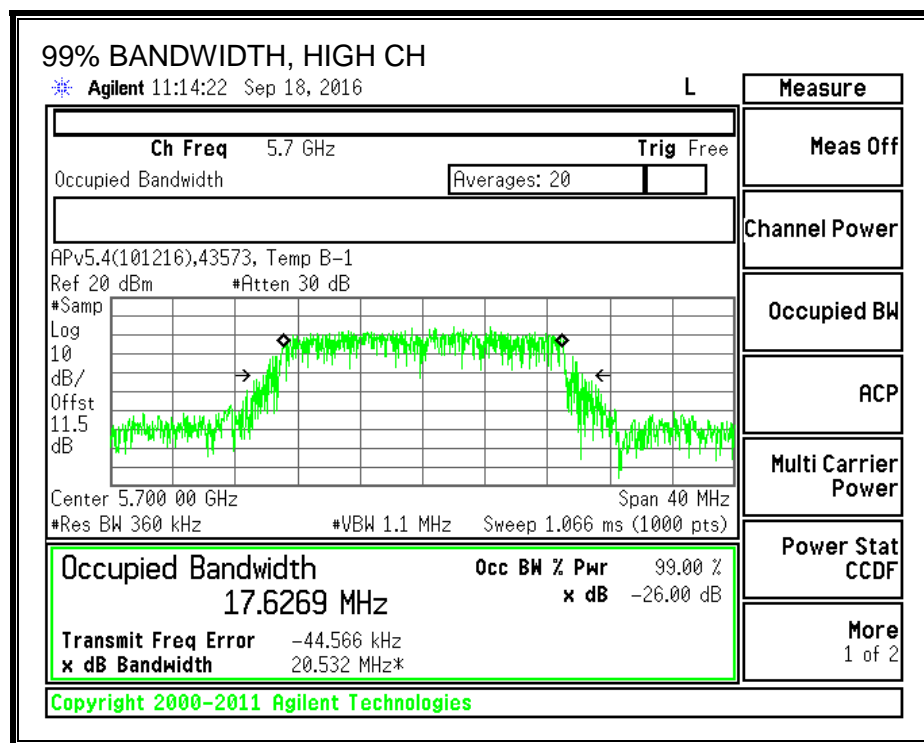 99% BANDWIDTH, HIGH CH
Agilent 11:14:22 Sep 18, 2016 L
Ch Freq 5.7 GHz Trig Free
Occupied Bandwidth Averages: 20
APv5.4(101216),43573, Temp B-1
Ref 20 dBm #Atten 30 dB
#Samp
Log
10
dB/
Offst
11.5
dB
Center 5.700 00 GHz Span 40 MHz
#Res BW 360 kHz #VBW 1.1 MHz Sweep 1.066 ms (1000 pts)
Occupied Bandwidth Occ BW % Pwr 99.00 %
17.6269 MHz x dB -26.00 dB
Transmit Freq Error -44.566 kHz
x dB Bandwidth 20.532 MHz*
Copyright 2000-2011 Agilent Technologies
Measure
Meas Off
Channel Power
Occupied BW
ACP
Multi Carrier
Power
Power Stat
CCDF
More
1 of 2